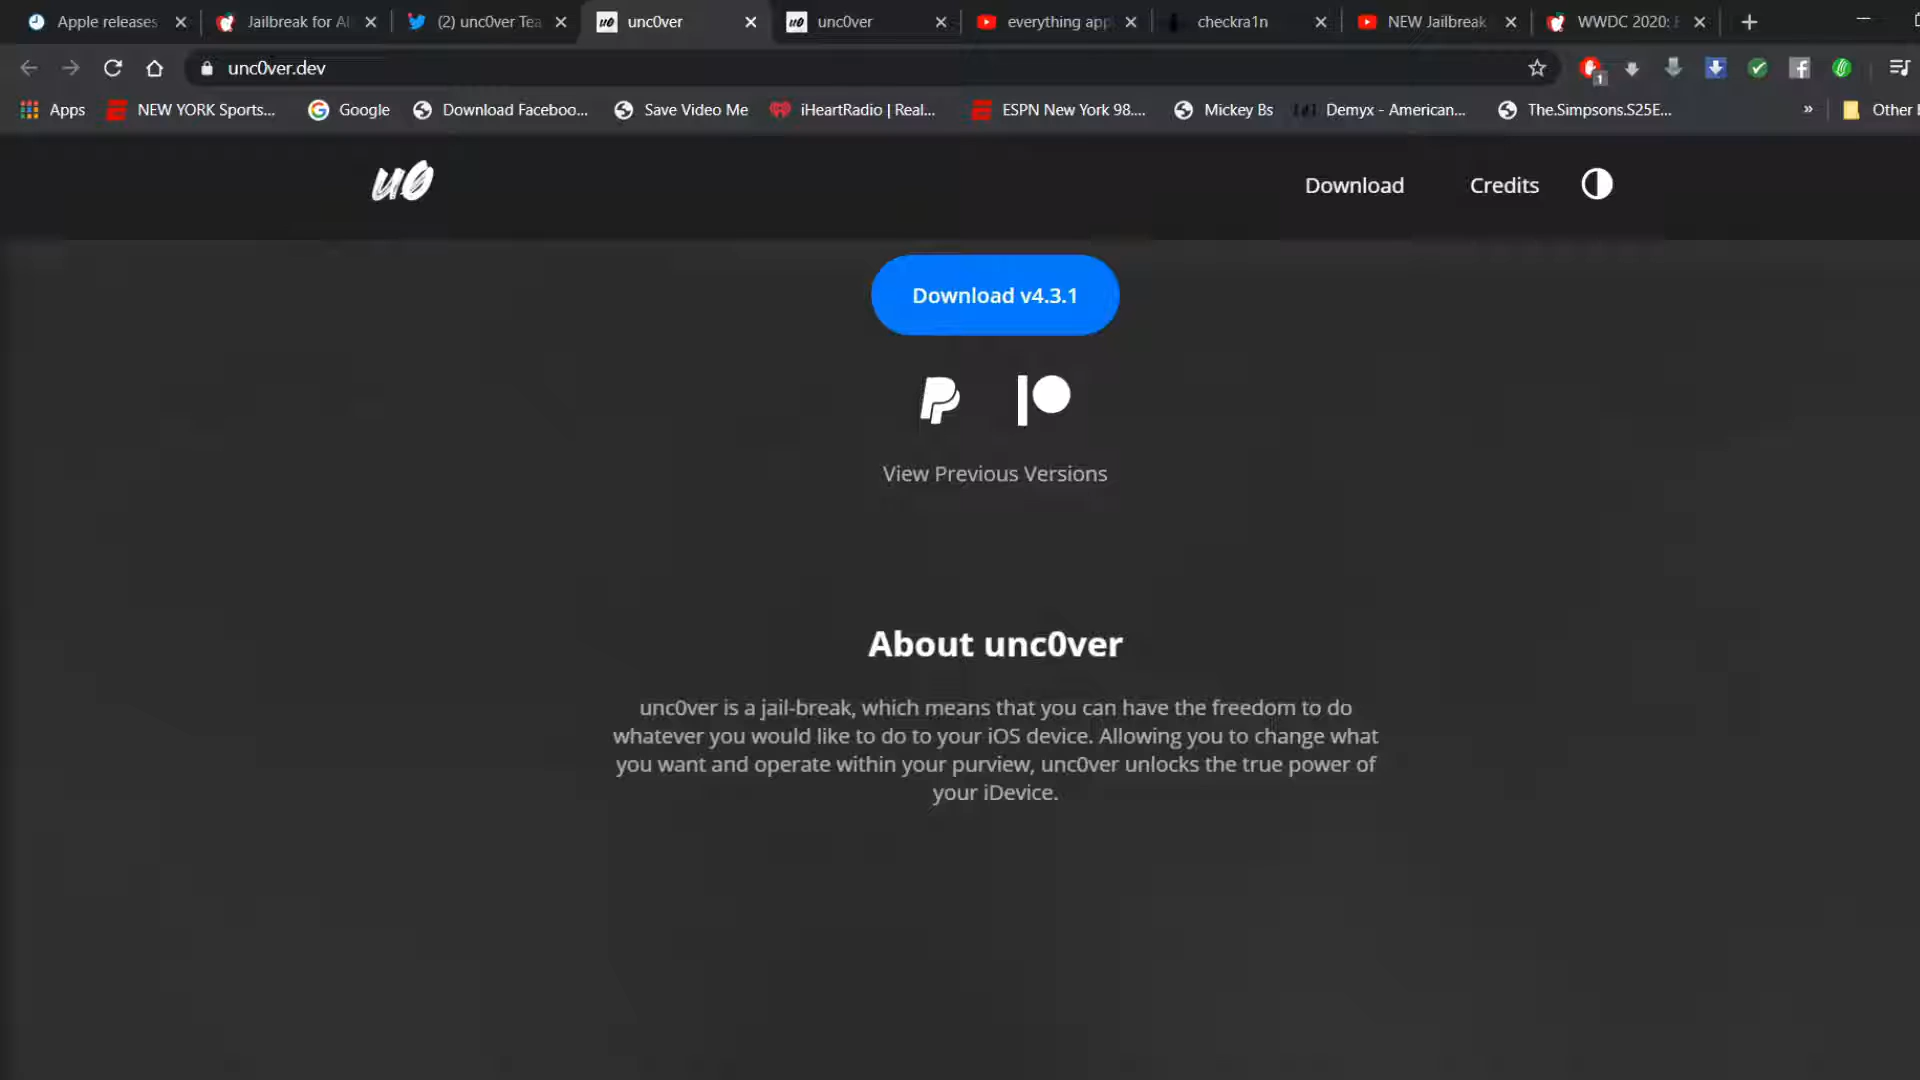 Apple releases
Jailbreak for Al
(2) unc0ver Tea
unc0ver
unc0ver
everything app
checkra1n
NEW Jailbreak
WWDC 2020:
unc0ver.dev
1
Apps
NEW YORK Sports...
Google
Download Faceboo...
Save Video Me
iHeartRadio | Real...
ESPN New York 98....
Mickey Bs
Demyx - American...
The.Simpsons.S25E...
»
Other
u0
Download
Credits
Download v4.3.1
View Previous Versions
About unc0ver
unc0ver is a jail-break, which means that you can have the freedom to do
whatever you would like to do to your iOS device. Allowing you to change what
you want and operate within your purview, unc0ver unlocks the true power of
your iDevice.